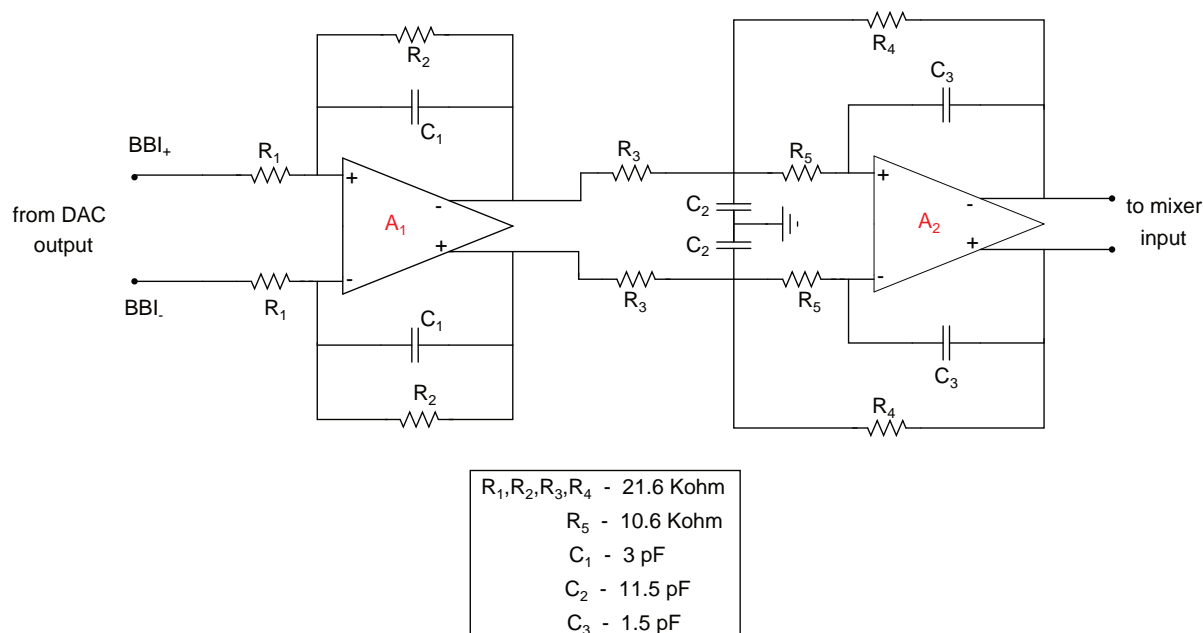 R₂
R₄
C₃
C₁
BBI₊
R₁
R₃
R₅
+
+
-
-
from DAC
output
A₁
C₂
C₂
A₂
to mixer
input
+
+
-
-
R₁
R₃
R₅
BBI₋
C₁
C₃
R₂
R₄
R₁,R₂,R₃,R₄ - 21.6 Kohm
R₅ - 10.6 Kohm
C₁ - 3 pF
C₂ - 11.5 pF
C₃ - 1.5 pF